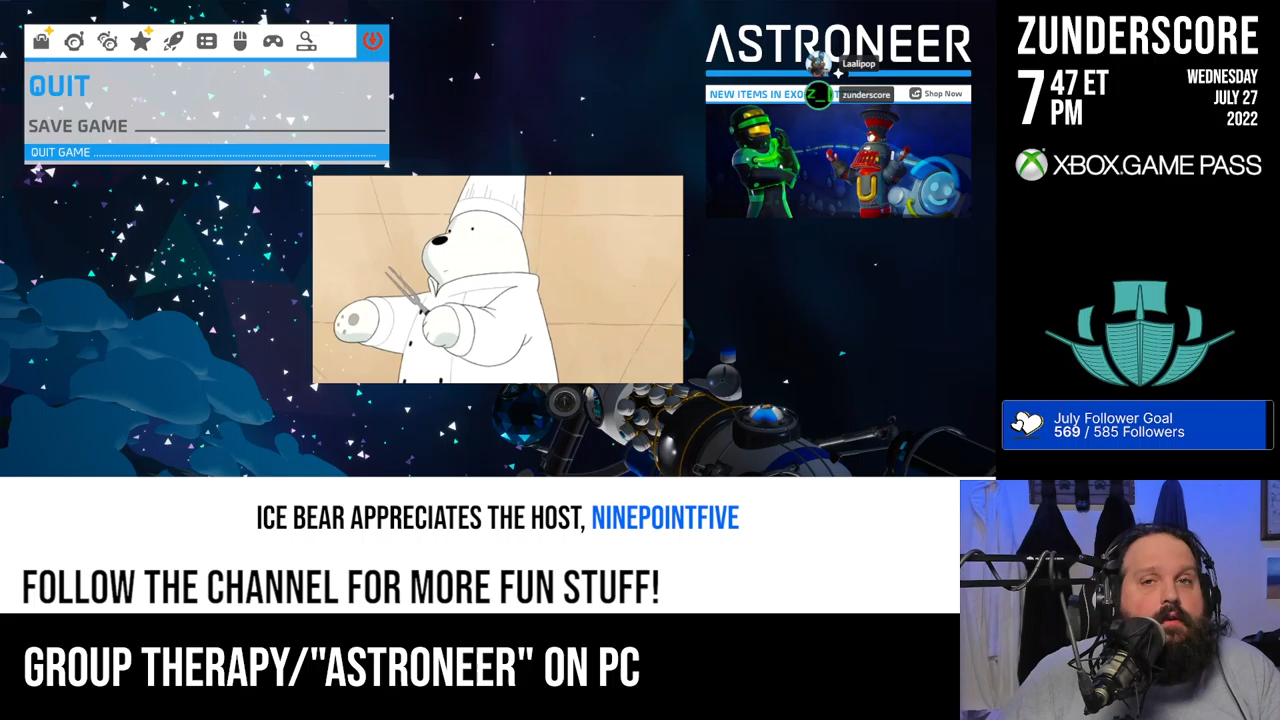 QUIT
SAVE GAME
QUIT GAME
ASTRONEER
Laalipop
zunderscore
NEW ITEMS IN EXO
Shop Now
ZUNDERSCORE
7 47 ET
PM
WEDNESDAY
JULY 27
2022
XBOX GAME PASS
July Follower Goal
569 / 585 Followers
ICE BEAR APPRECIATES THE HOST, NINEPOINTFIVE
FOLLOW THE CHANNEL FOR MORE FUN STUFF!
GROUP THERAPY/"ASTRONEER" ON PC